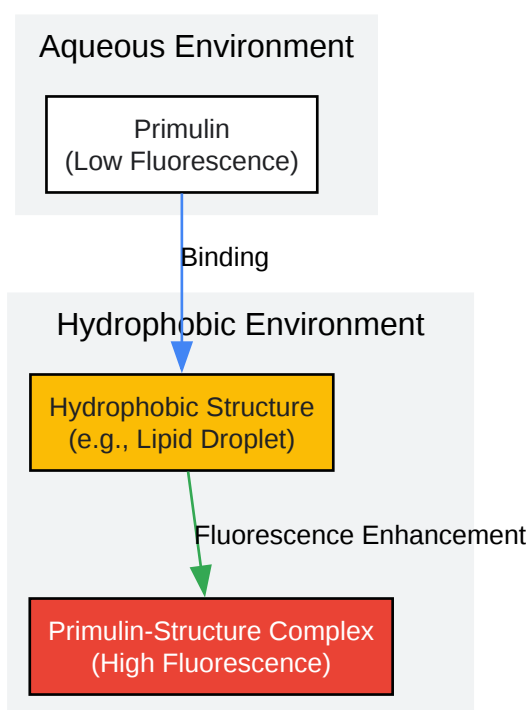 Aqueous Environment
Primulin
(Low Fluorescence)
Binding
Hydrophobic Environment
Hydrophobic Structure
(e.g., Lipid Droplet)
Fluorescence Enhancement
Primulin-Structure Complex
(High Fluorescence)